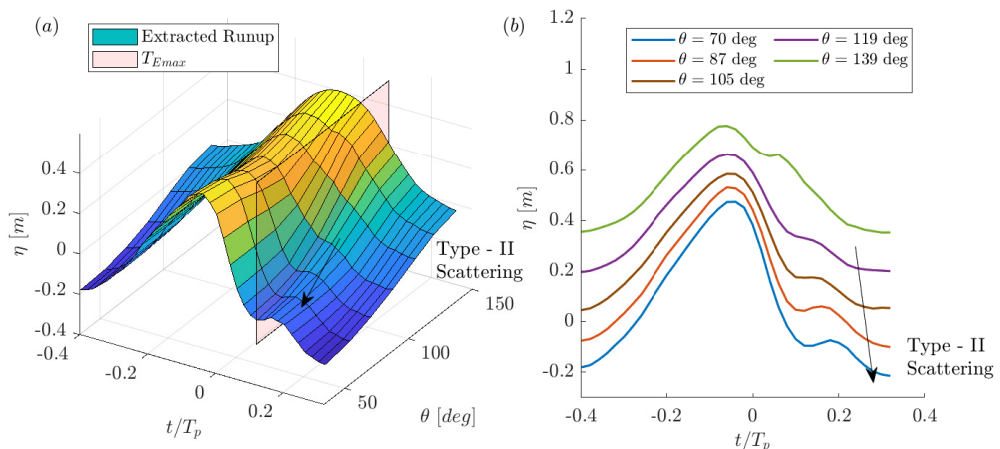 (a)
Extracted Runup
T_{Emax}
η [m]
0.4
0.2
0
-0.2
-0.4
-0.4
-0.2
0
0.2
t/T_p
50
100
150
θ [deg]
Type - II
Scattering
(b)
θ = 70 deg
θ = 87 deg
θ = 105 deg
θ = 119 deg
θ = 139 deg
η [m]
1.2
1
0.8
0.6
0.4
0.2
0
-0.2
-0.4
-0.2
0
0.2
0.4
t/T_p
Type - II
Scattering